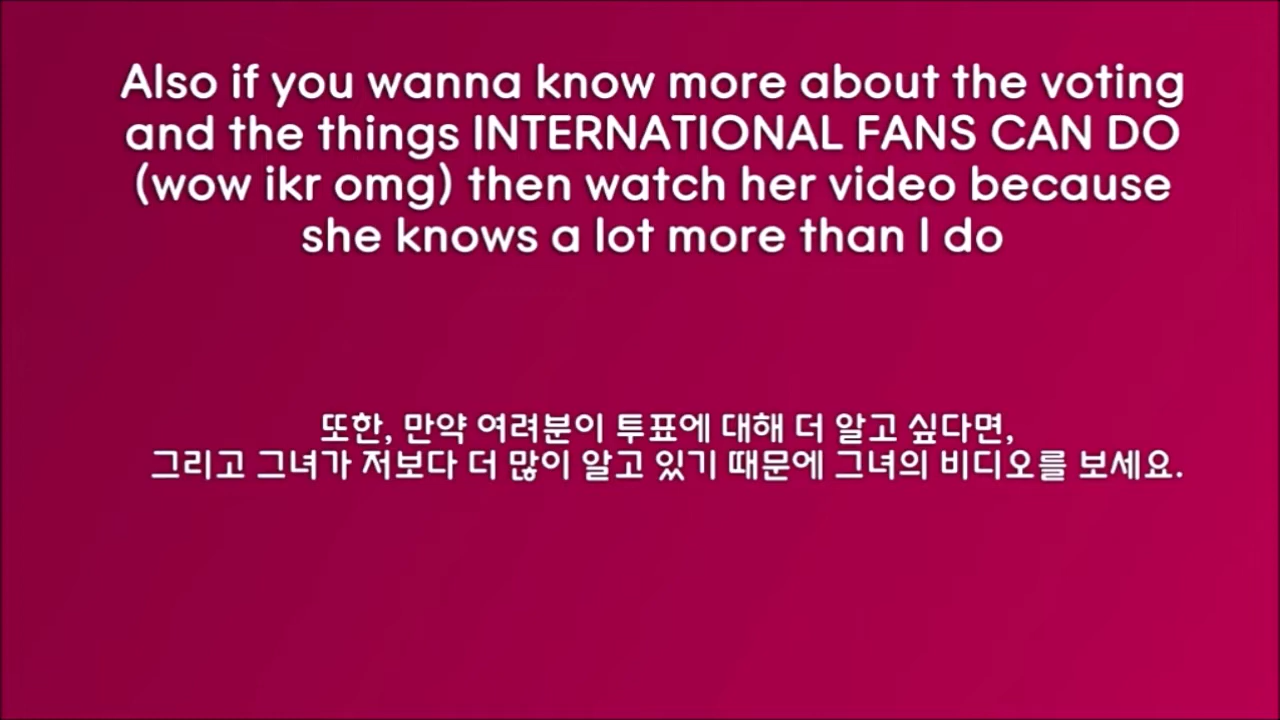 Also if you wanna know more about the voting
and the things INTERNATIONAL FANS CAN DO
(wow ikr omg) then watch her video because
she knows a lot more than I do
또한, 만약 여려분이 투표에 대해 더 알고 싶다면,
그리고 그녀가 저보다 더 많이 알고 있기 때문에 그녀의 비디오를 보세요.